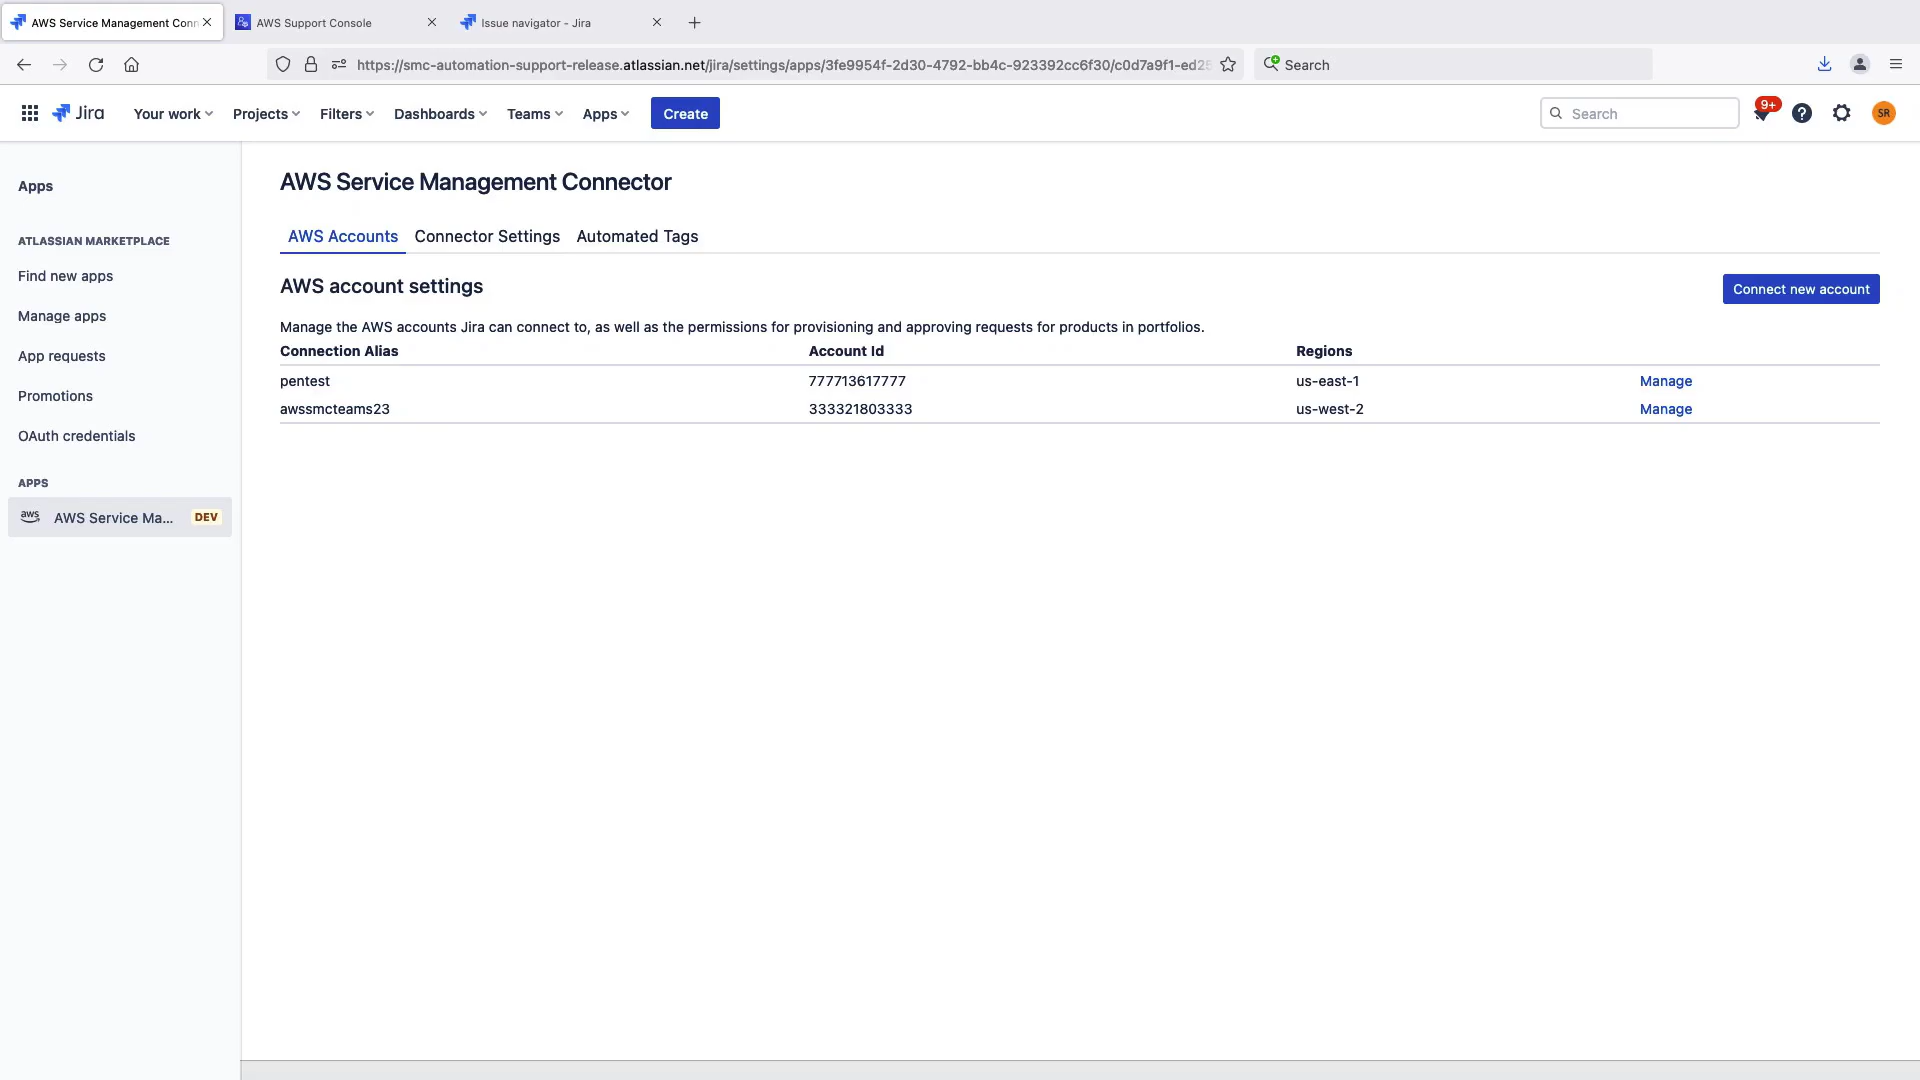 AWS Service Management Conn
AWS Support Console
Issue navigator - Jira
https://smc-automation-support-release.atlassian.net/jira/settings/apps/3fe9954f-2d30-4792-bb4c-923392cc6f30/c0d7a9f1-ed25
Search
Jira
Your work
Projects
Filters
Dashboards
Teams
Apps
Create
Search
9+
SR
Apps
ATLASSIAN MARKETPLACE
Find new apps
Manage apps
App requests
Promotions
OAuth credentials
APPS
aws
AWS Service Ma...
DEV
AWS Service Management Connector
AWS Accounts
Connector Settings
Automated Tags
AWS account settings
Connect new account
Manage the AWS accounts Jira can connect to, as well as the permissions for provisioning and approving requests for products in portfolios.
Connection Alias Account Id Regions
pentest 777713617777 us-east-1 Manage
awssmcteams23 333321803333 us-west-2 Manage